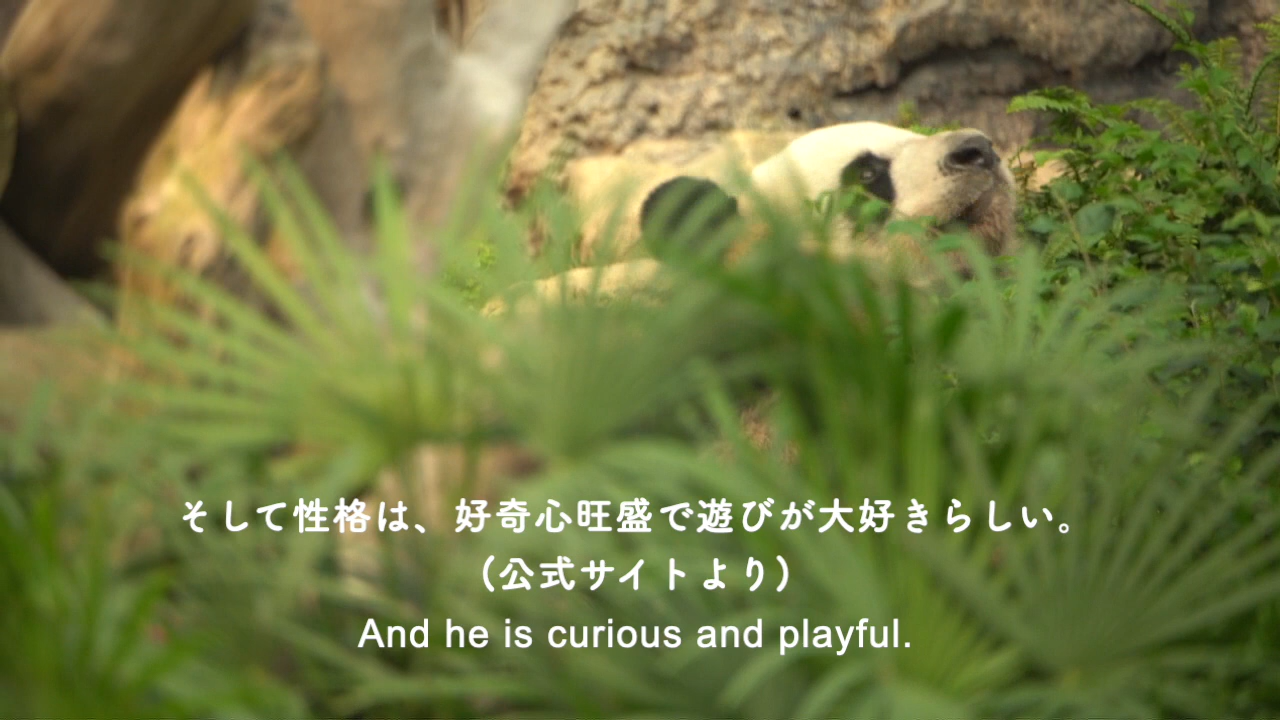 そして性格は、好奇心旺盛で遊びが大好きらしい。
（公式サイトより）
And he is curious and playful.